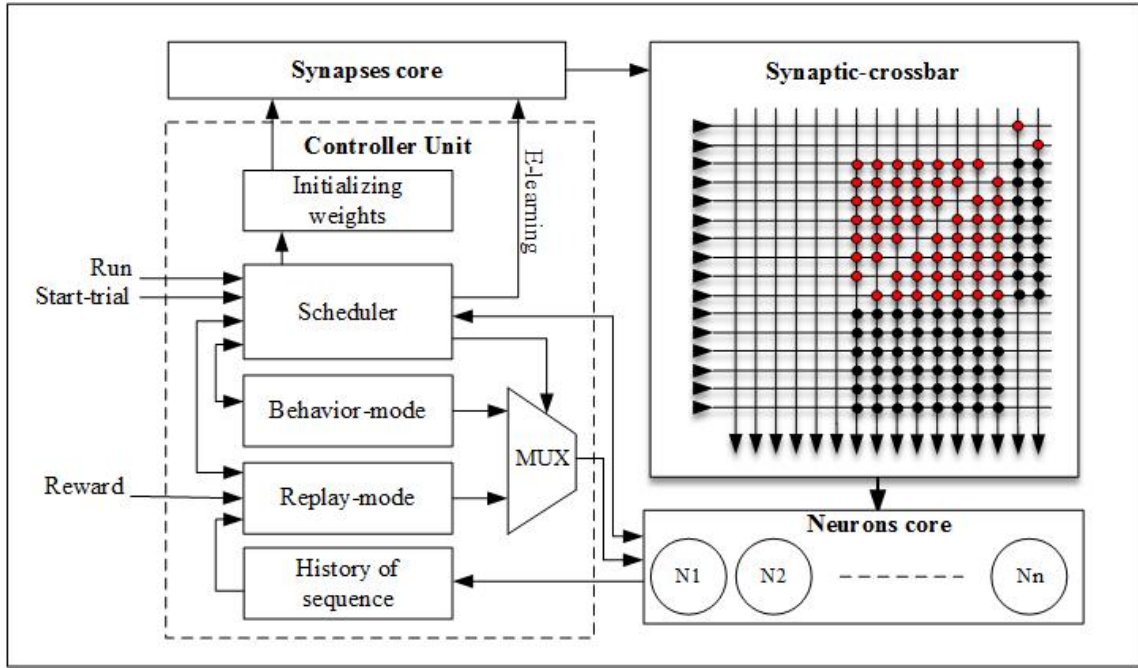 Synapses core
Synaptic-crossbar
Controller Unit
E-learning
Initializing
weights
Run
Start-trial
Scheduler
Behavior-mode
MUX
Reward
Replay-mode
Neurons core
History of
sequence
N1
N2
Nn